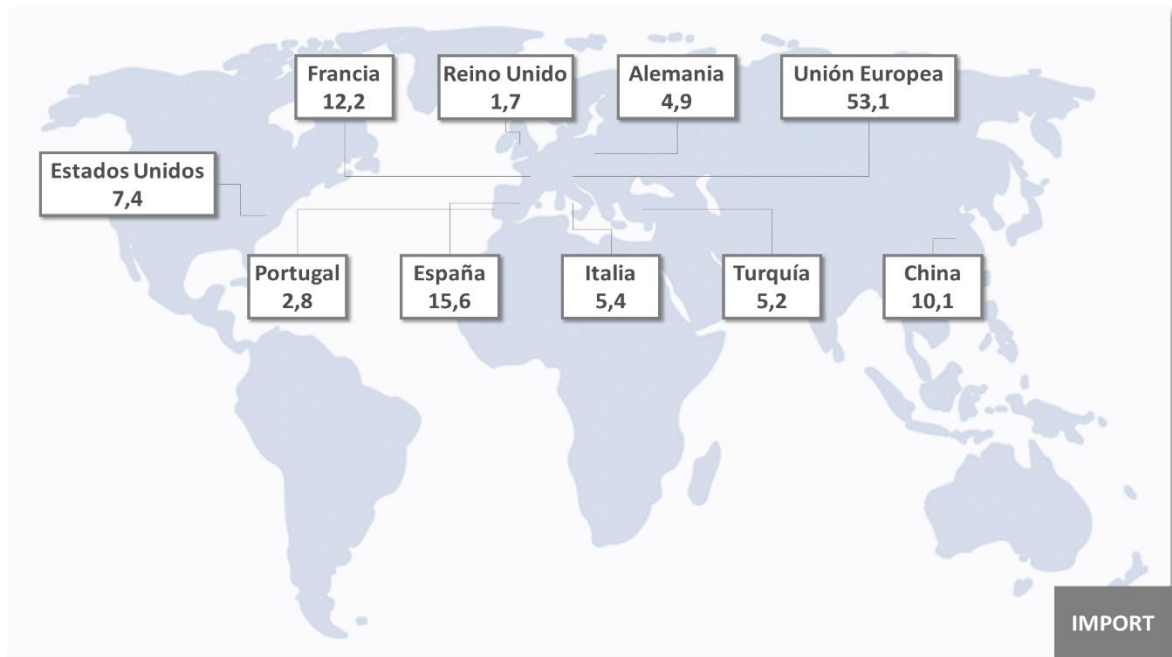 Francia
12,2
Reino Unido
1,7
Alemania
4,9
Unión Europea
53,1
Estados Unidos
7,4
Portugal
2,8
España
15,6
Italia
5,4
Turquía
5,2
China
10,1
IMPORT